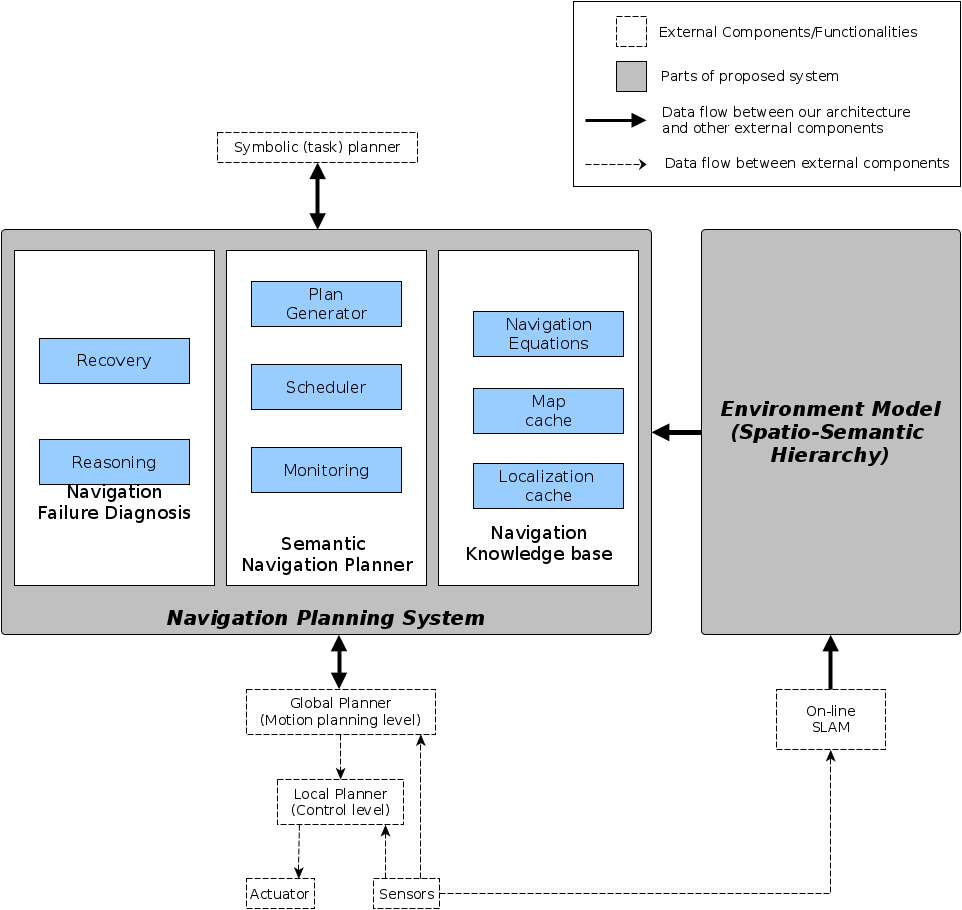 External Components/Functionalities
Parts of proposed system
Data flow between our architecture
and other external components
Data flow between external components
Symbolic (task) planner
Recovery
Reasoning
Navigation
Failure Diagnosis
Plan
Generator
Scheduler
Monitoring
Semantic
Navigation Planner
Navigation
Equations
Map
cache
Localization
cache
Navigation
Knowledge base
Navigation Planning System
Environment Model
(Spatio-Semantic
Hierarchy)
Global Planner
(Motion planning level)
On-line
SLAM
Local Planner
(Control level)
Actuator
Sensors